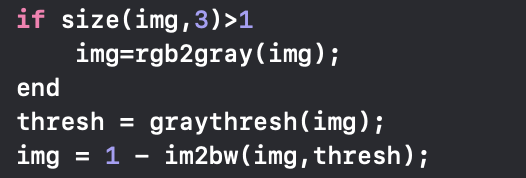 if size(img,3)>1
    img=rgb2gray(img);
end
thresh = graythresh(img);
img = 1 - im2bw(img,thresh);